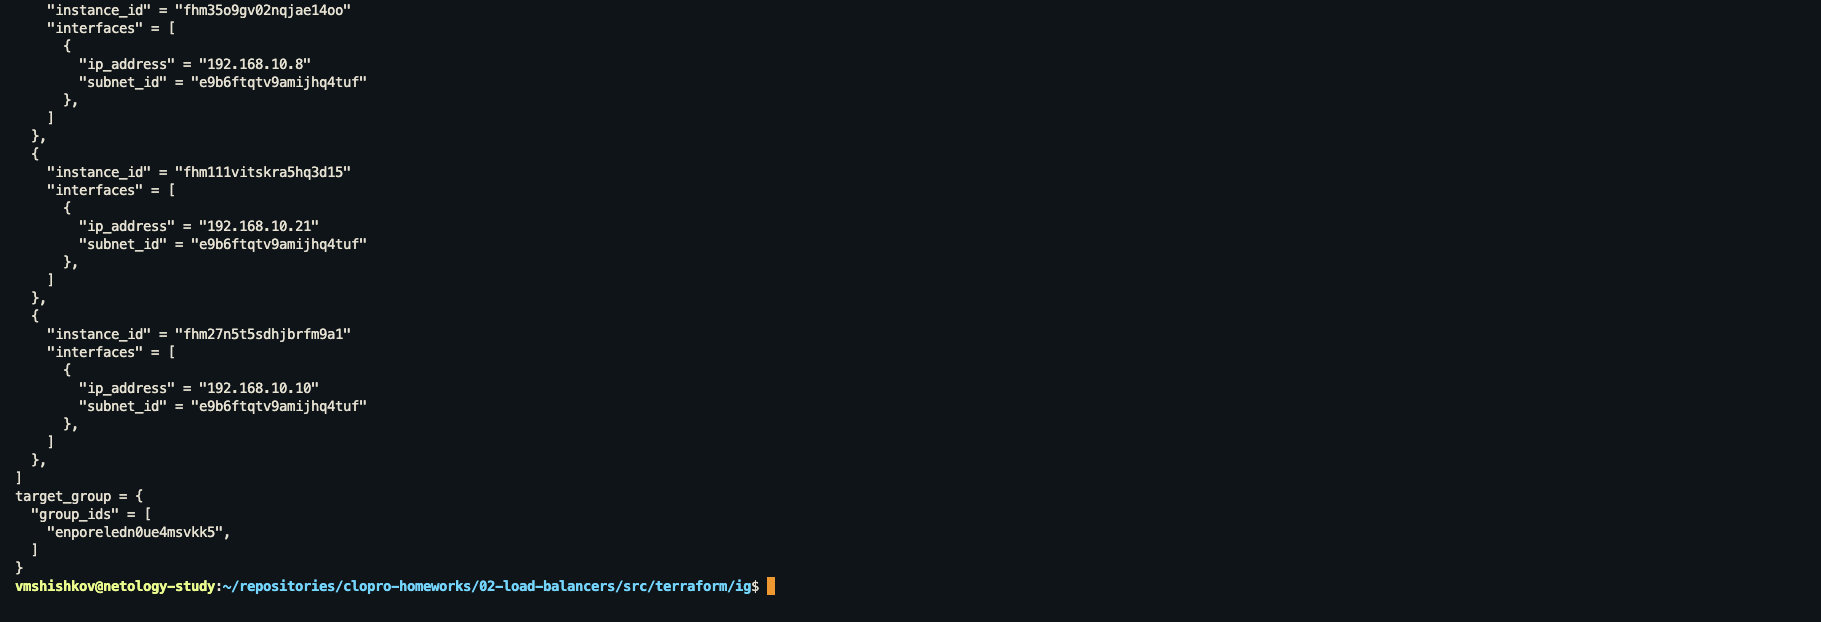 "instance_id" = "fhm35o9gv02nqjae14oo"
    "interfaces" = [
      {
        "ip_address" = "192.168.10.8"
        "subnet_id" = "e9b6ftqtv9amijhq4tuf"
      },
    ]
  },
  {
    "instance_id" = "fhm111vitskra5hq3d15"
    "interfaces" = [
      {
        "ip_address" = "192.168.10.21"
        "subnet_id" = "e9b6ftqtv9amijhq4tuf"
      },
    ]
  },
  {
    "instance_id" = "fhm27n5t5sdhjbrfm9a1"
    "interfaces" = [
      {
        "ip_address" = "192.168.10.10"
        "subnet_id" = "e9b6ftqtv9amijhq4tuf"
      },
    ]
  },
]
target_group = {
  "group_ids" = [
    "enporeledn0ue4msvkk5",
  ]
}
vmshishkov@netology-study:~/repositories/clopro-homeworks/02-load-balancers/src/terraform/ig$